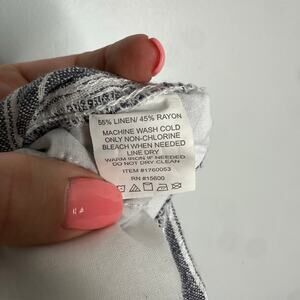 55% LINEN/ 45% RAYON
MACHINE WASH COLD
ONLY NON-CHLORINE
BLEACH WHEN NEEDED
LINE DRY
WARM IRON IF NEEDED
DO NOT DRY CLEAN
ITEM #1760053
RN #15600